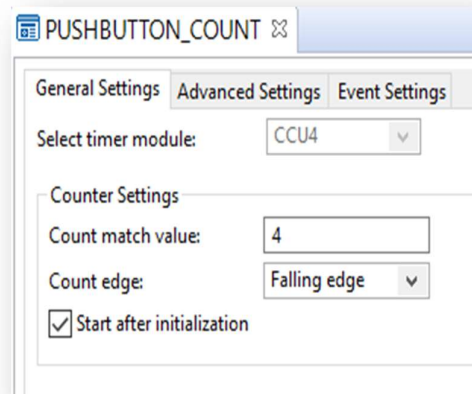 PUSHBUTTON_COUNT
General Settings Advanced Settings Event Settings
Select timer module: CCU4
Counter Settings
Count match value: 4
Count edge: Falling edge
Start after initialization